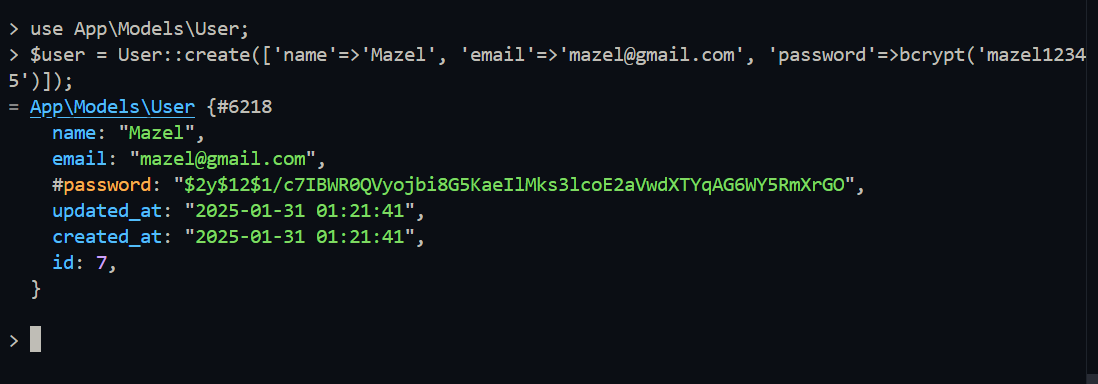 > use App\Models\User;
> $user = User::create(['name'=>'Mazel', 'email'=>'mazel@gmail.com', 'password'=>bcrypt('mazel1234
5')]);
= App\Models\User {#6218
    name: "Mazel",
    email: "mazel@gmail.com",
    #password: "$2y$12$1/c7IBWR0QVyojbi8G5KaeIlMks3lcoE2aVwdXTYqAG6WY5RmXrGO",
    updated_at: "2025-01-31 01:21:41",
    created_at: "2025-01-31 01:21:41",
    id: 7,
  }
>